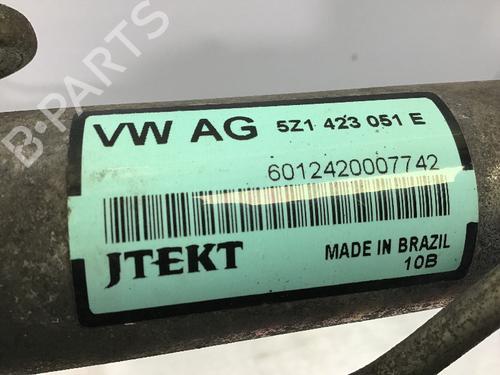 B-PARTS
VW AG 5Z1 423 051 E
6012420007742
JTEKT MADE IN BRAZIL
10B